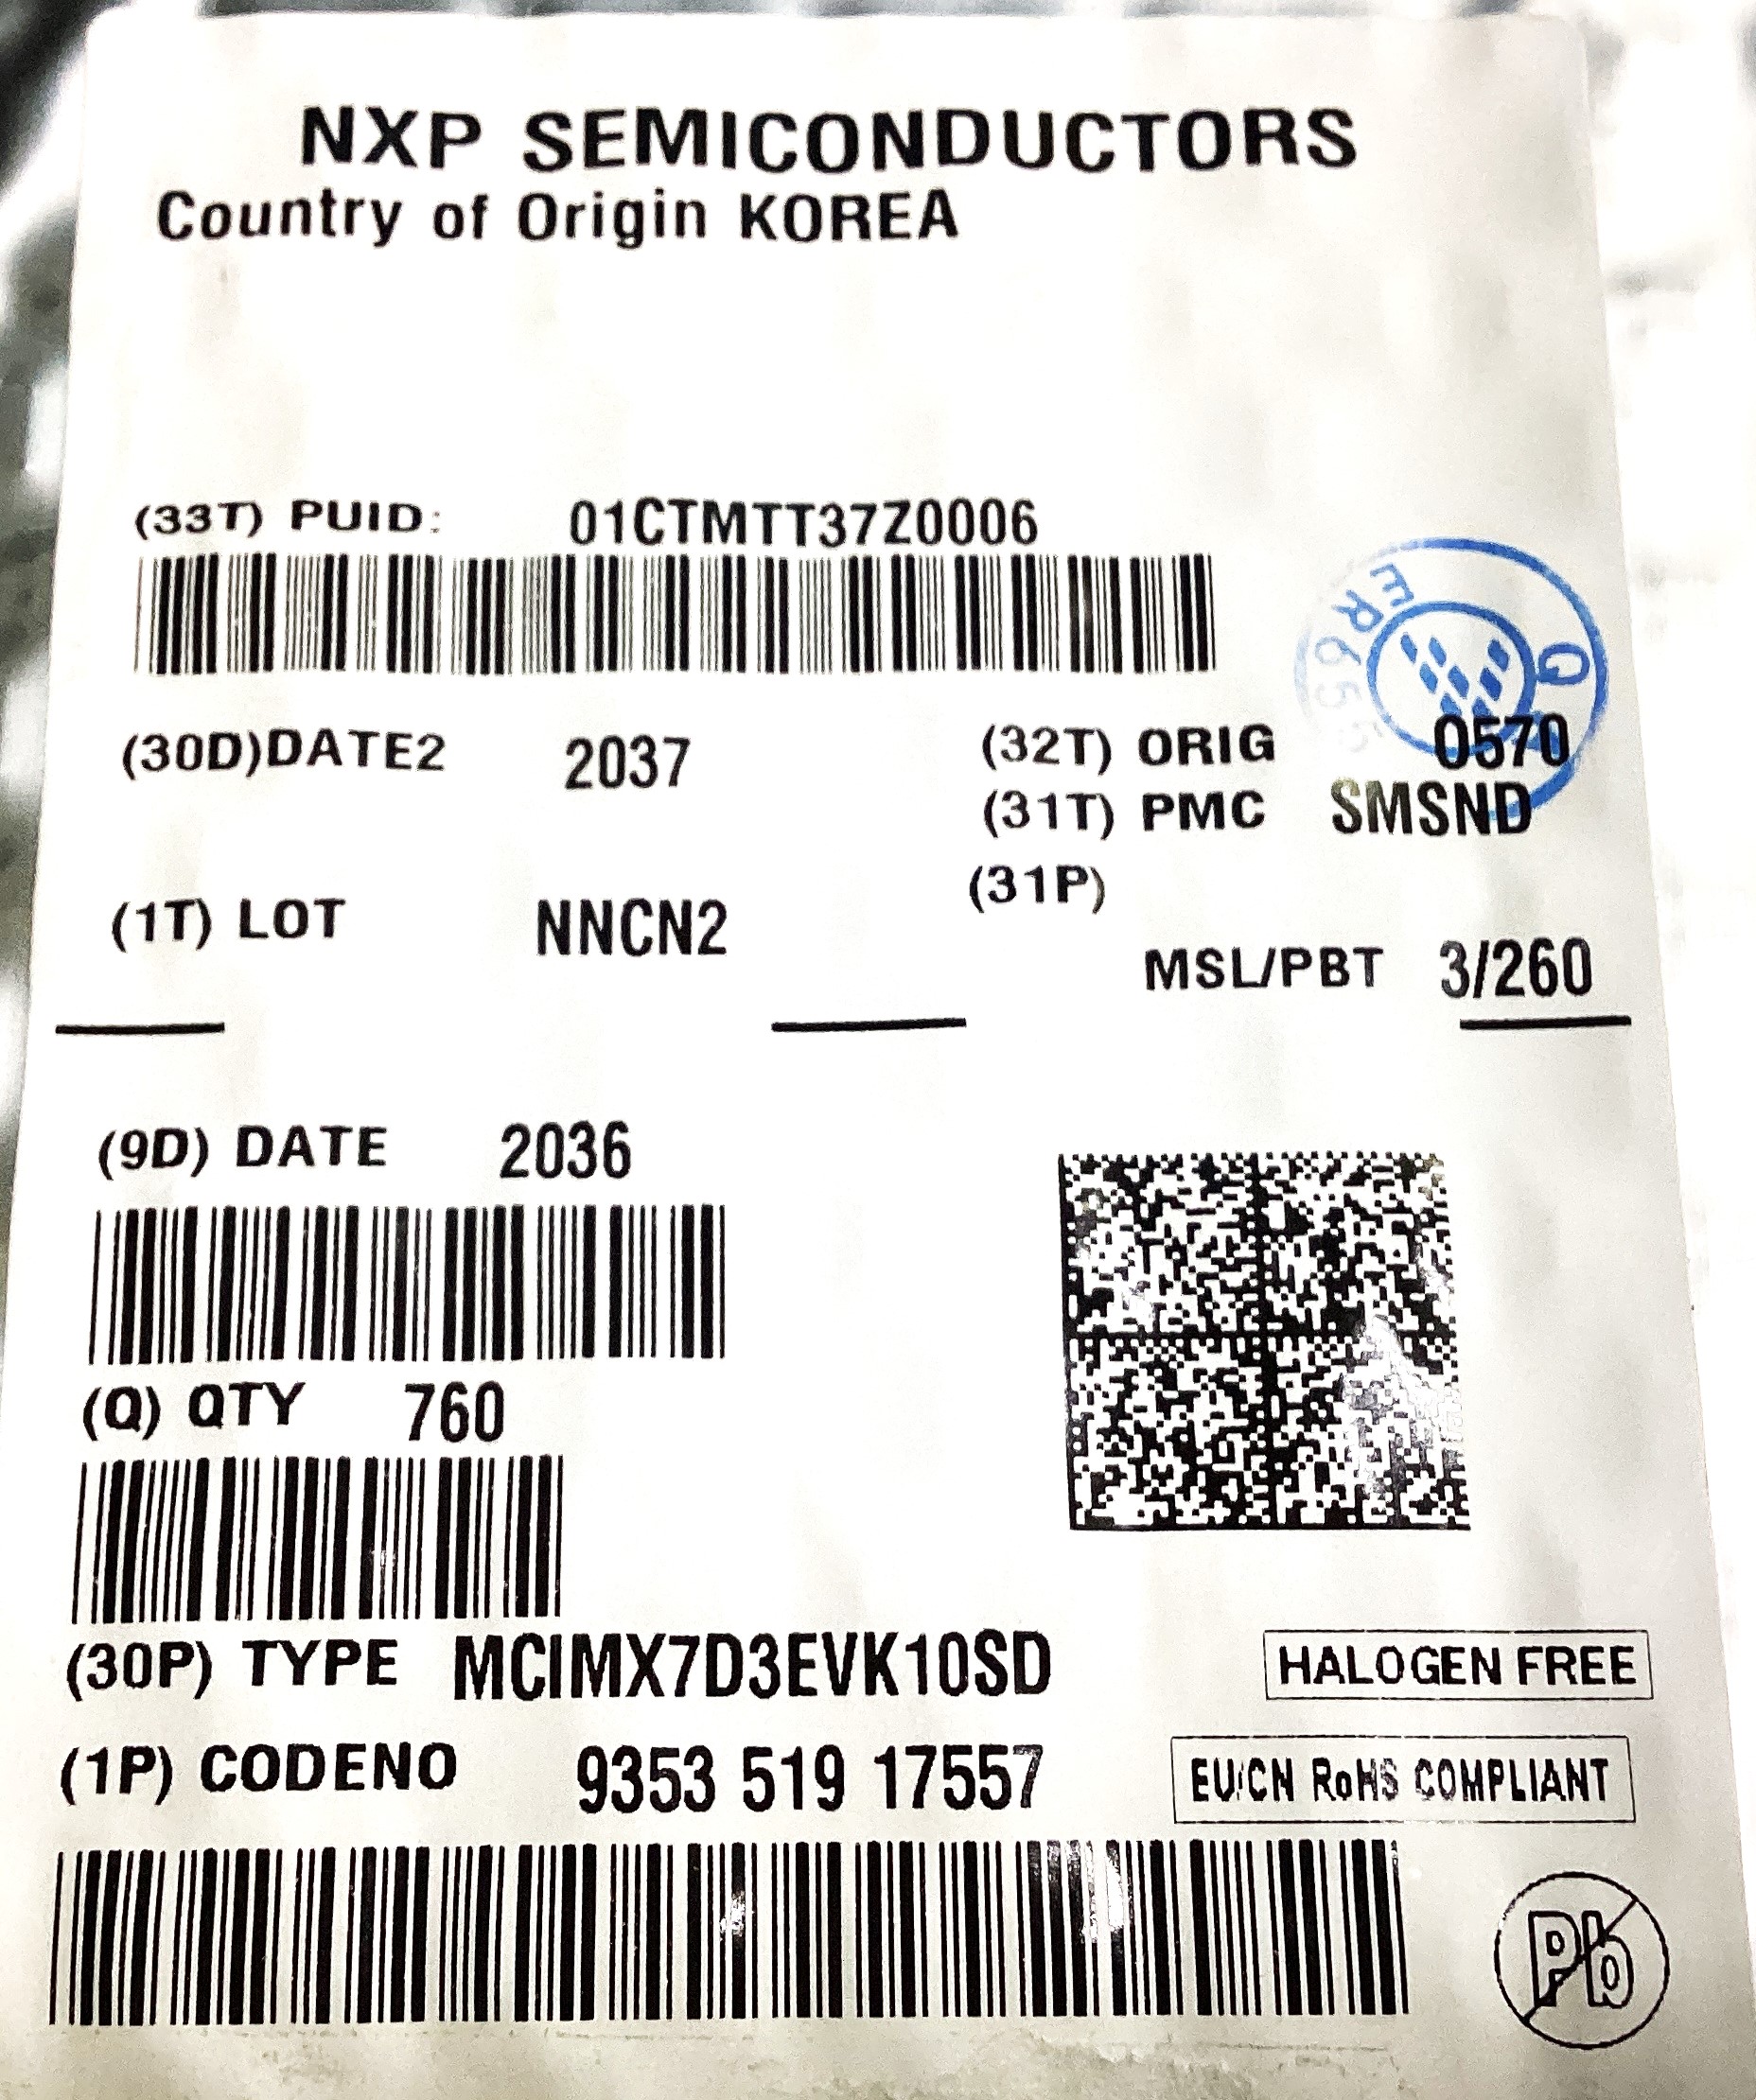 NXP SEMICONDUCTORS
Country of Origin KOREA
(33T) PUID: 01CTMTT37Z0006
(30D)DATE2 2037
(32T) ORIG 0570
(31T) PMC SMSND
(31P)
(1T) LOT NNCN2
MSL/PBT 3/260
(9D) DATE 2036
(Q) QTY 760
(30P) TYPE MCIMX7D3EVK10SD
HALOGEN FREE
(1P) CODENO 9353 519 17557
EU/CN RoHS COMPLIANT
Pb